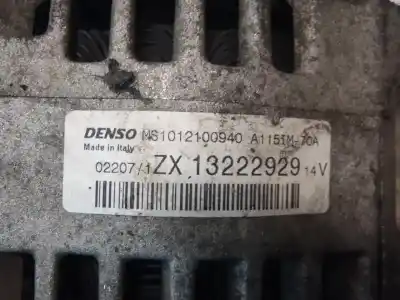 DENSO MS1012100940 A115IM-70A
Made in Italy
02207/1ZX 13222929 14V